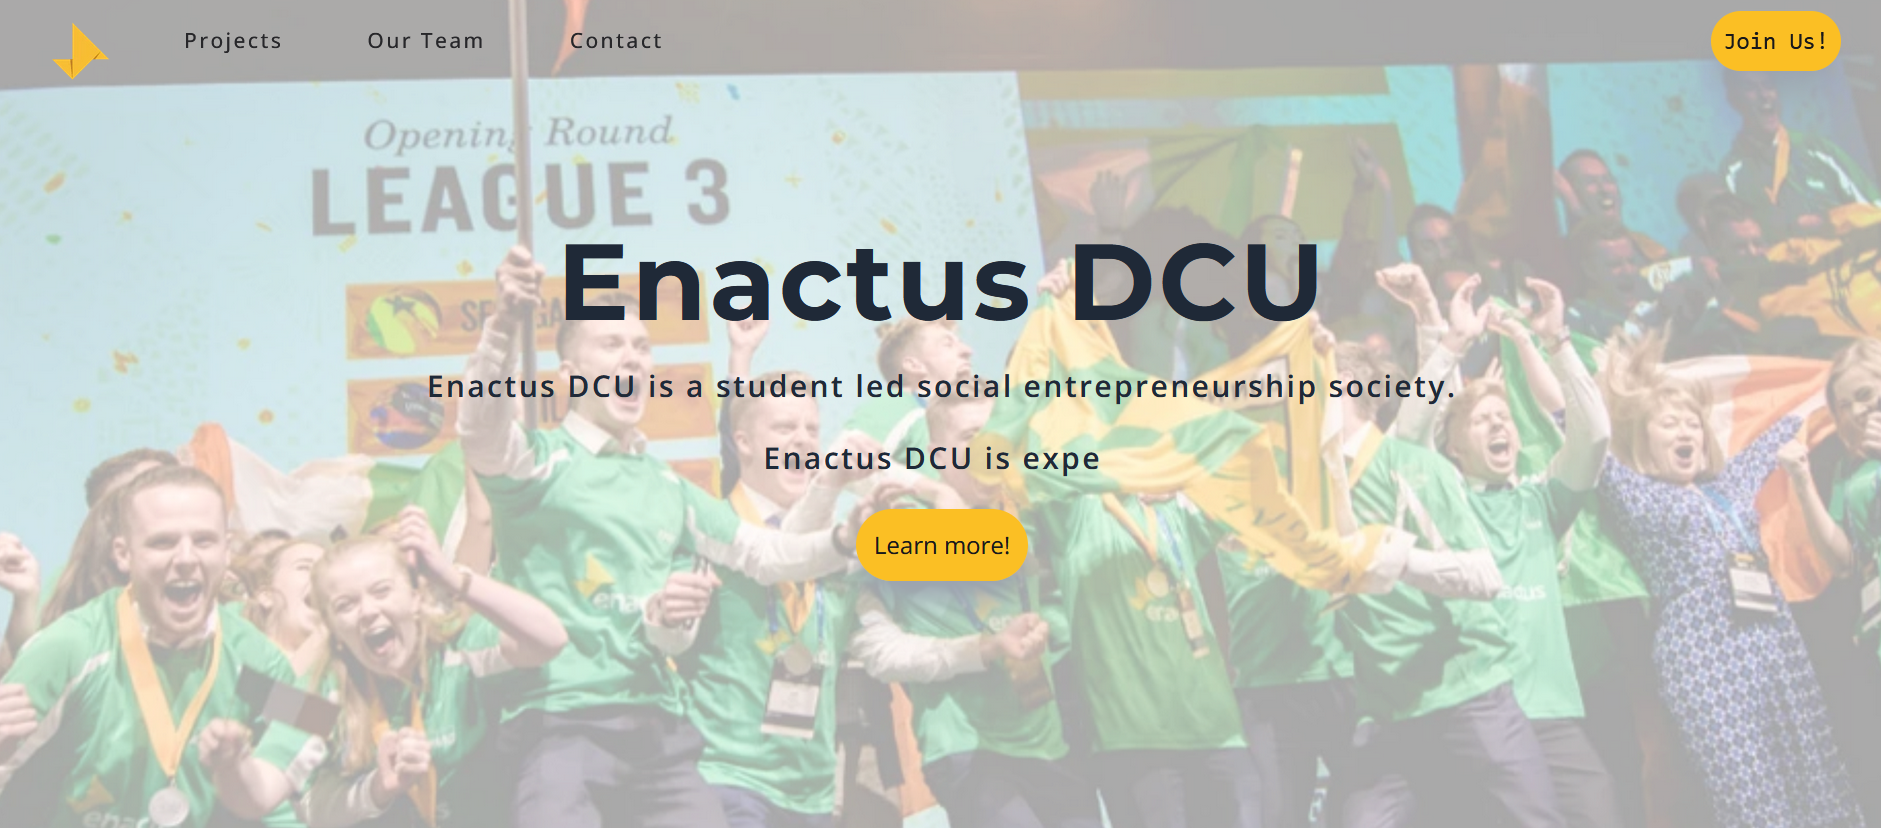 Projects
Our Team
Contact
Join Us!
Opening Round
LEAGUE 3
Enactus DCU
Enactus DCU is a student led social entrepreneurship society.
Enactus DCU is expe
Learn more!